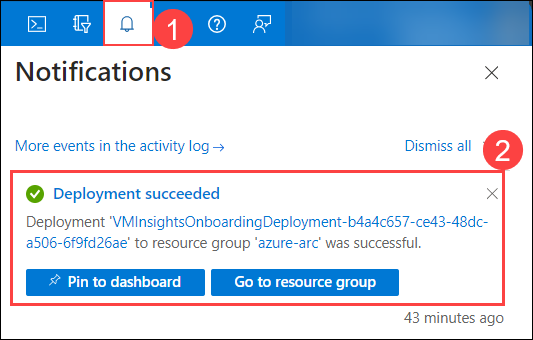 1
Notifications
More events in the activity log →
Dismiss all
2
Deployment succeeded
Deployment 'VMInsightsOnboardingDeployment-b4a4c657-ce43-48dc-
a506-6f9fd26ae' to resource group 'azure-arc' was successful.
Pin to dashboard
Go to resource group
43 minutes ago